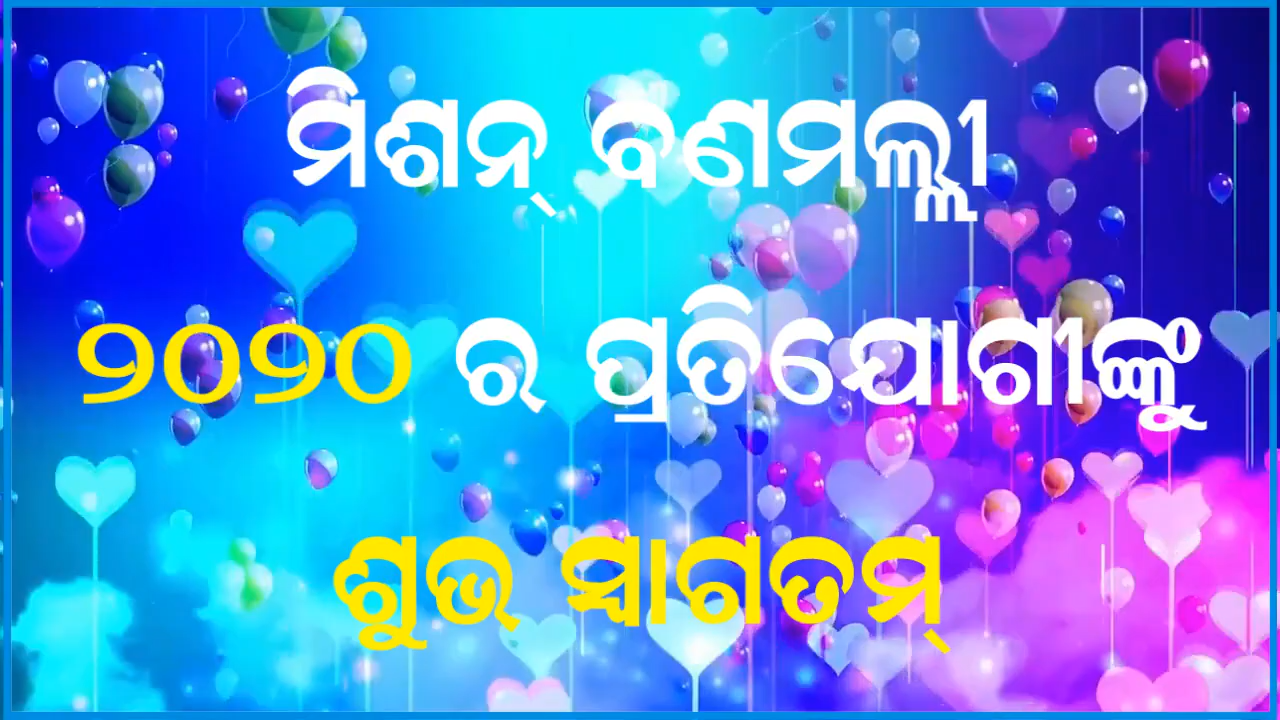 ମିଶନ୍ ବଣମଲ୍ଲୀ
୨୦୨୦ ର ପ୍ରତିଯୋଗୀଙ୍କୁ
ଶୁଭ ସ୍ୱାଗତମ୍